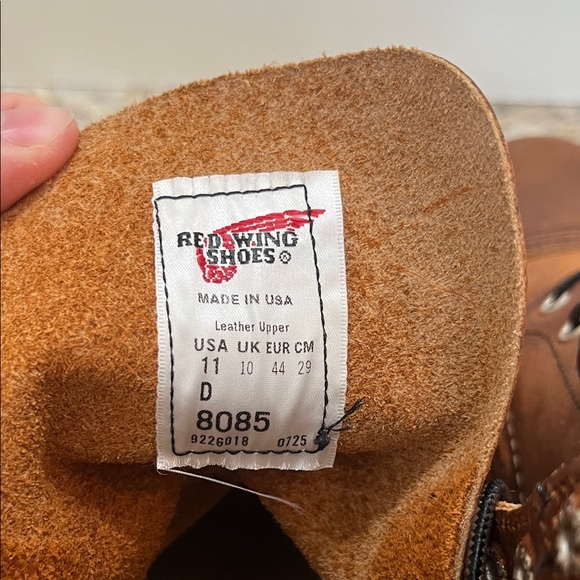 RED WING
SHOES®
MADE IN USA
Leather Upper
USA UK EUR CM
11 10 44 29
D
8085
9226018 0725